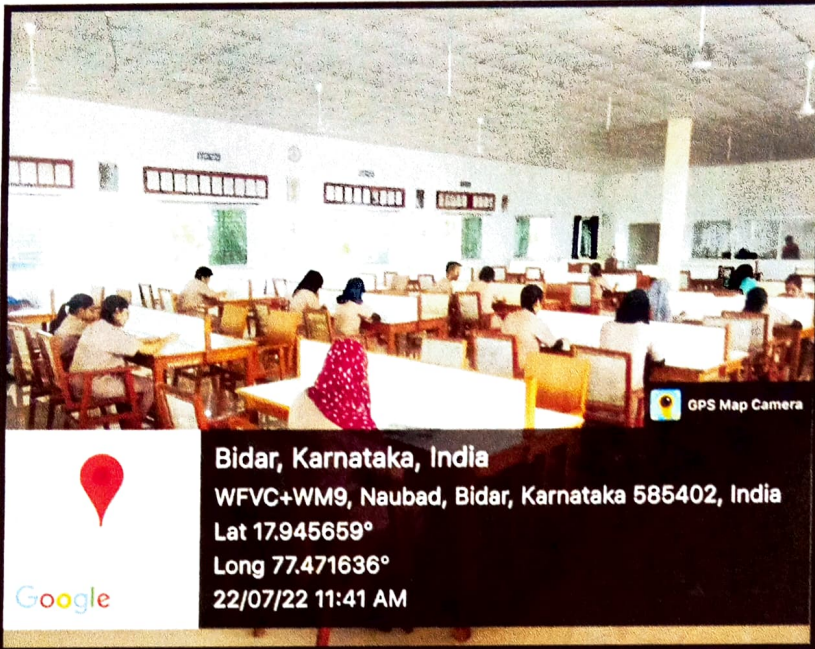 GPS Map Camera
Bidar, Karnataka, India
WFVC+WM9, Naubad, Bidar, Karnataka 585402, India
Lat 17.945659°
Long 77.471636°
22/07/22 11:41 AM
Google